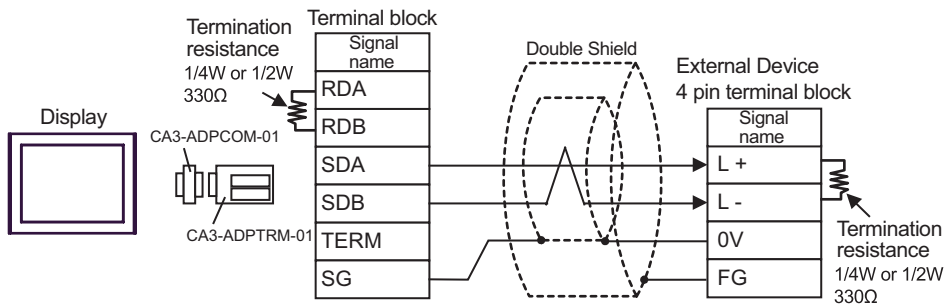 Termination
resistance
1/4W or 1/2W
330Ω
Terminal block
Signal
name
RDA
RDB
SDA
SDB
TERM
SG
Display
CA3-ADPCOM-01
CA3-ADPTRM-01
Double Shield
External Device
4 pin terminal block
Signal
name
L +
L -
0V
FG
Termination
resistance
1/4W or 1/2W
330Ω